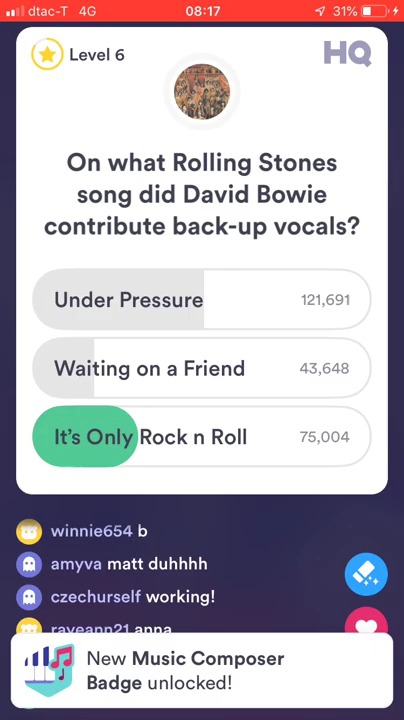 dtac-T 4G 08:17 31%
Level 6 HQ
On what Rolling Stones
song did David Bowie
contribute back-up vocals?
Under Pressure 121,691
Waiting on a Friend 43,648
It's Only Rock n Roll 75,004
winnie654 b
amyva matt duhhhh
czechurself working!
raveann21 anna
New Music Composer
Badge unlocked!